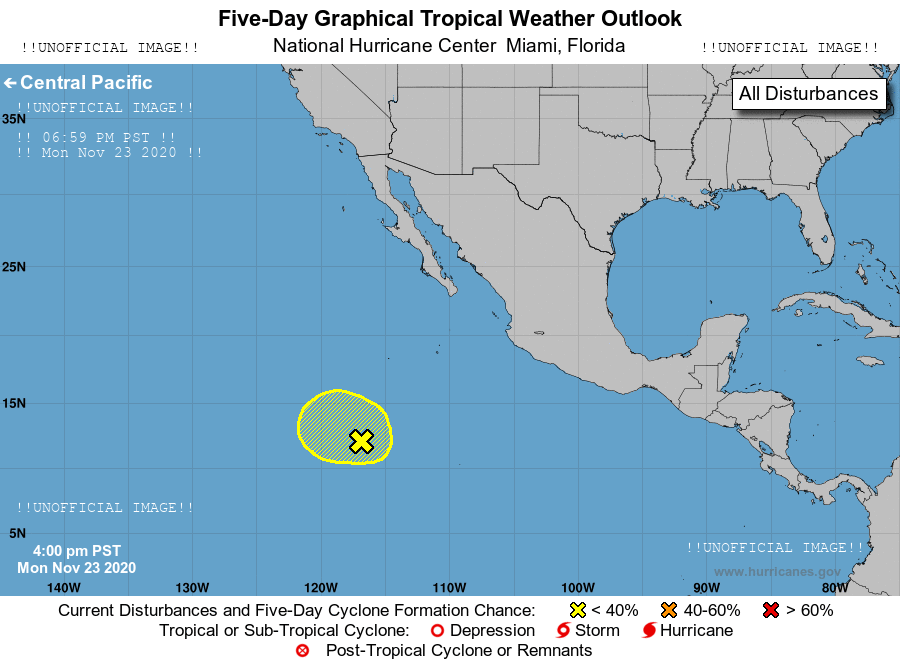 Five-Day Graphical Tropical Weather Outlook
!!UNOFFICIAL IMAGE!! National Hurricane Center Miami, Florida !!UNOFFICIAL IMAGE!!
Central Pacific
All Disturbances
!!UNOFFICIAL IMAGE!!
35N
!! 06:59 PM PST !!
!! Mon Nov 23 2020 !!
25N
15N
!!UNOFFICIAL IMAGE!!
5N
4:00 pm PST
Mon Nov 23 2020
!!UNOFFICIAL IMAGE!!
www.hurricanes.gov
140W 130W 120W 110W 100W 90W 80W
Current Disturbances and Five-Day Cyclone Formation Chance: < 40% 40-60% > 60%
Tropical or Sub-Tropical Cyclone: Depression Storm Hurricane
Post-Tropical Cyclone or Remnants